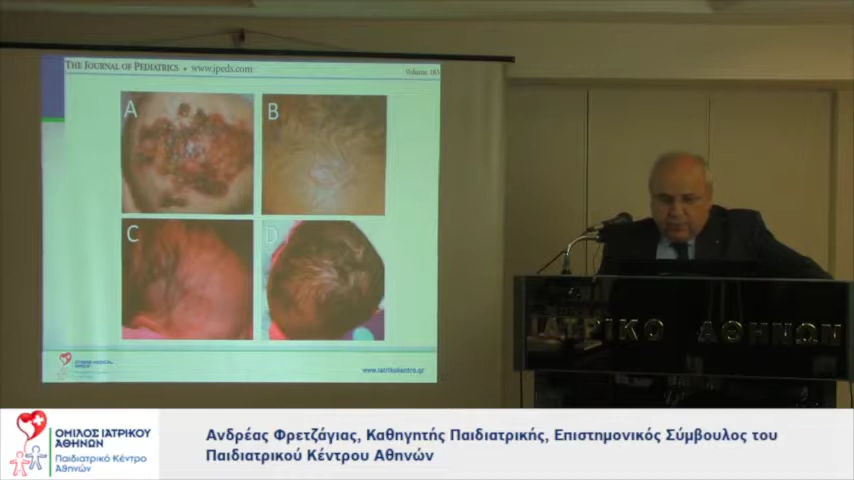 THE JOURNAL OF PEDIATRICS • www.jpeds.com
Volume 183
A
B
C
D
www.iatrikokentro.gr
ΙΑΤΡΙΚΟ ΑΘΗΝΩΝ
ΟΜΙΛΟΣ ΙΑΤΡΙΚΟΥ
ΑΘΗΝΩΝ
Παιδιατρικό Κέντρο
Αθηνών
Ανδρέας Φρετζάγιας, Καθηγητής Παιδιατρικής, Επιστημονικός Σύμβουλος του
Παιδιατρικού Κέντρου Αθηνών